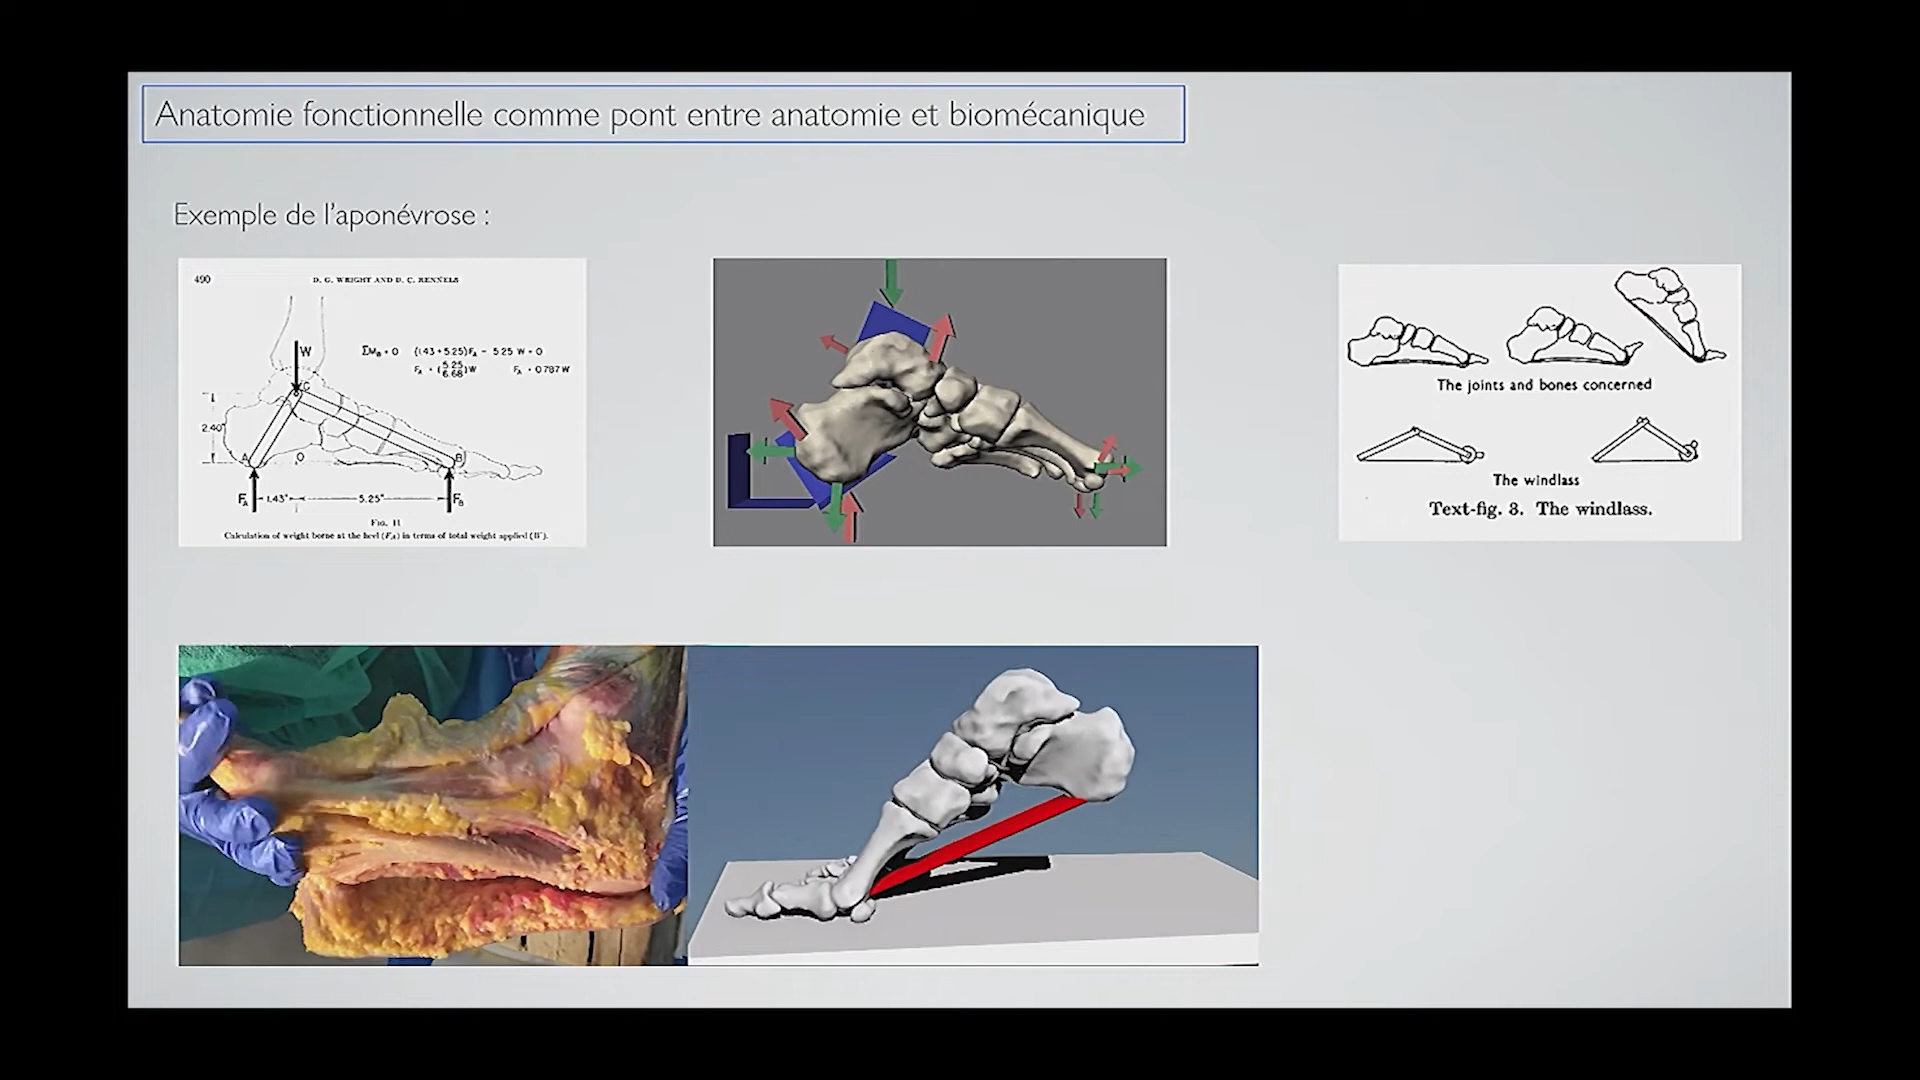 Anatomie fonctionnelle comme pont entre anatomie et biomécanique
Exemple de l'aponévrose :
490
D. G. WRIGHT AND D. C. RENNELS
W
ΣM_B = 0 (1.43+5.25)F_A - 5.25 W = 0
F_A = (5.25/6.68)W F_A = 0.787 W
C
2.40"
A
O
B
F_A
1.43"
5.25"
F_B
FIG. 11
Calculation of weight borne at the heel (F_A) in terms of total weight applied (W).
The joints and bones concerned
The windlass
Text-fig. 3. The windlass.